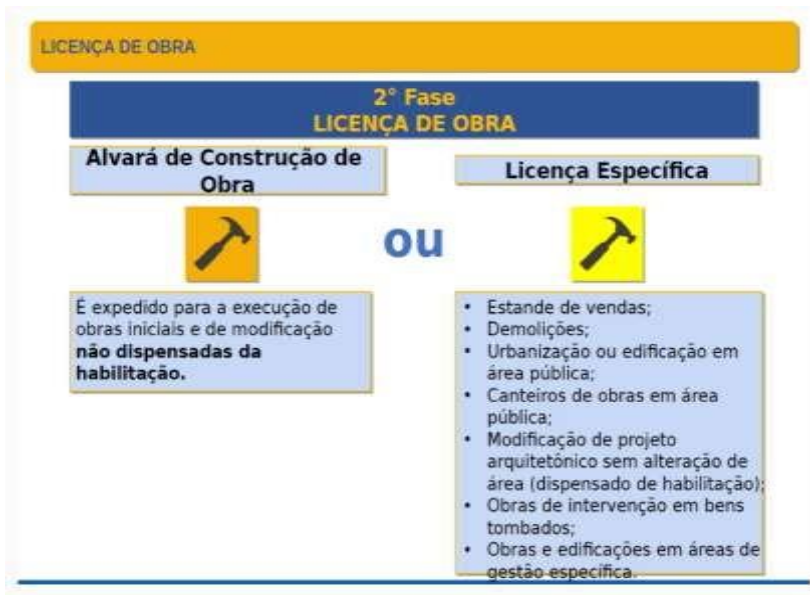 LICENÇA DE OBRA
2° Fase
LICENÇA DE OBRA
Alvará de Construção de
Obra
Licença Específica
ou
É expedido para a execução de
obras iniciais e de modificação
não dispensadas da
habilitação.
• Estande de vendas;
• Demolições;
• Urbanização ou edificação em
área pública;
• Canteiros de obras em área
pública;
• Modificação de projeto
arquitetônico sem alteração de
área (dispensado de habilitação);
• Obras de intervenção em bens
tombados;
• Obras e edificações em áreas de
gestão específica.